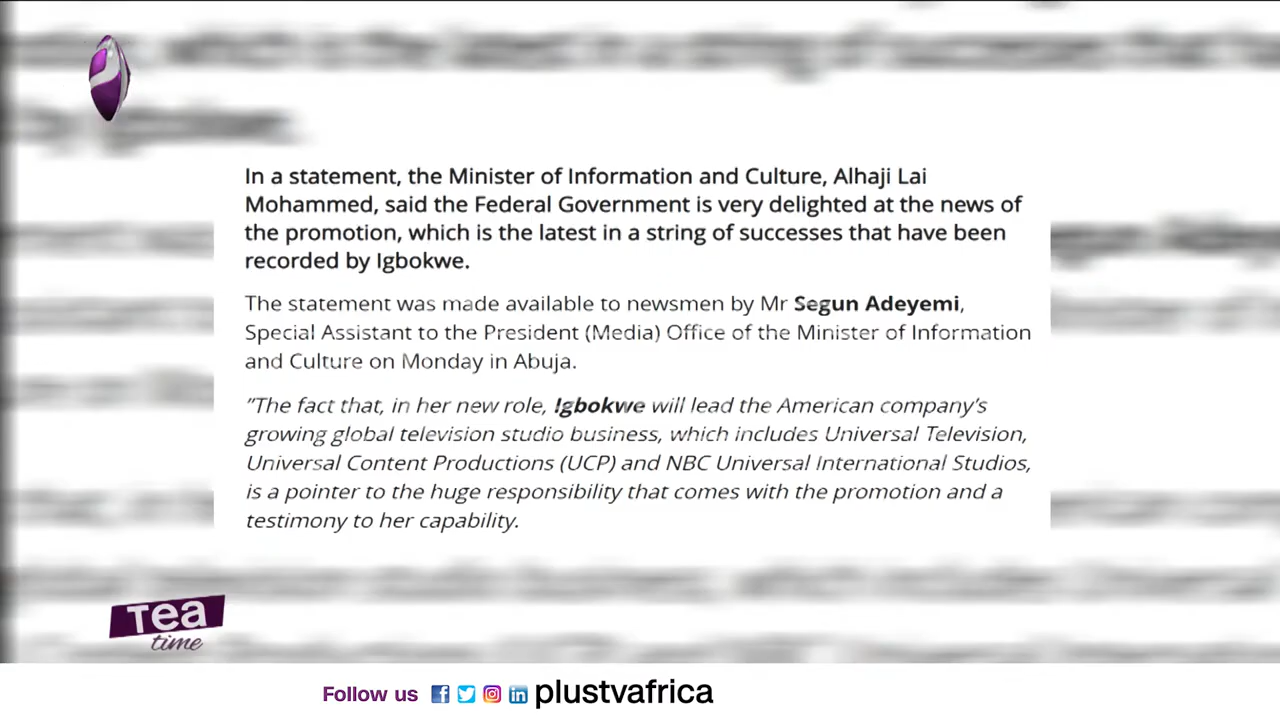 In a statement, the Minister of Information and Culture, Alhaji Lai
Mohammed, said the Federal Government is very delighted at the news of
the promotion, which is the latest in a string of successes that have been
recorded by Igbokwe.
The statement was made available to newsmen by Mr Segun Adeyemi,
Special Assistant to the President (Media) Office of the Minister of Information
and Culture on Monday in Abuja.
"The fact that, in her new role, Igbokwe will lead the American company's
growing global television studio business, which includes Universal Television,
Universal Content Productions (UCP) and NBC Universal International Studios,
is a pointer to the huge responsibility that comes with the promotion and a
testimony to her capability.
Tea
time
Follow us plustvafrica